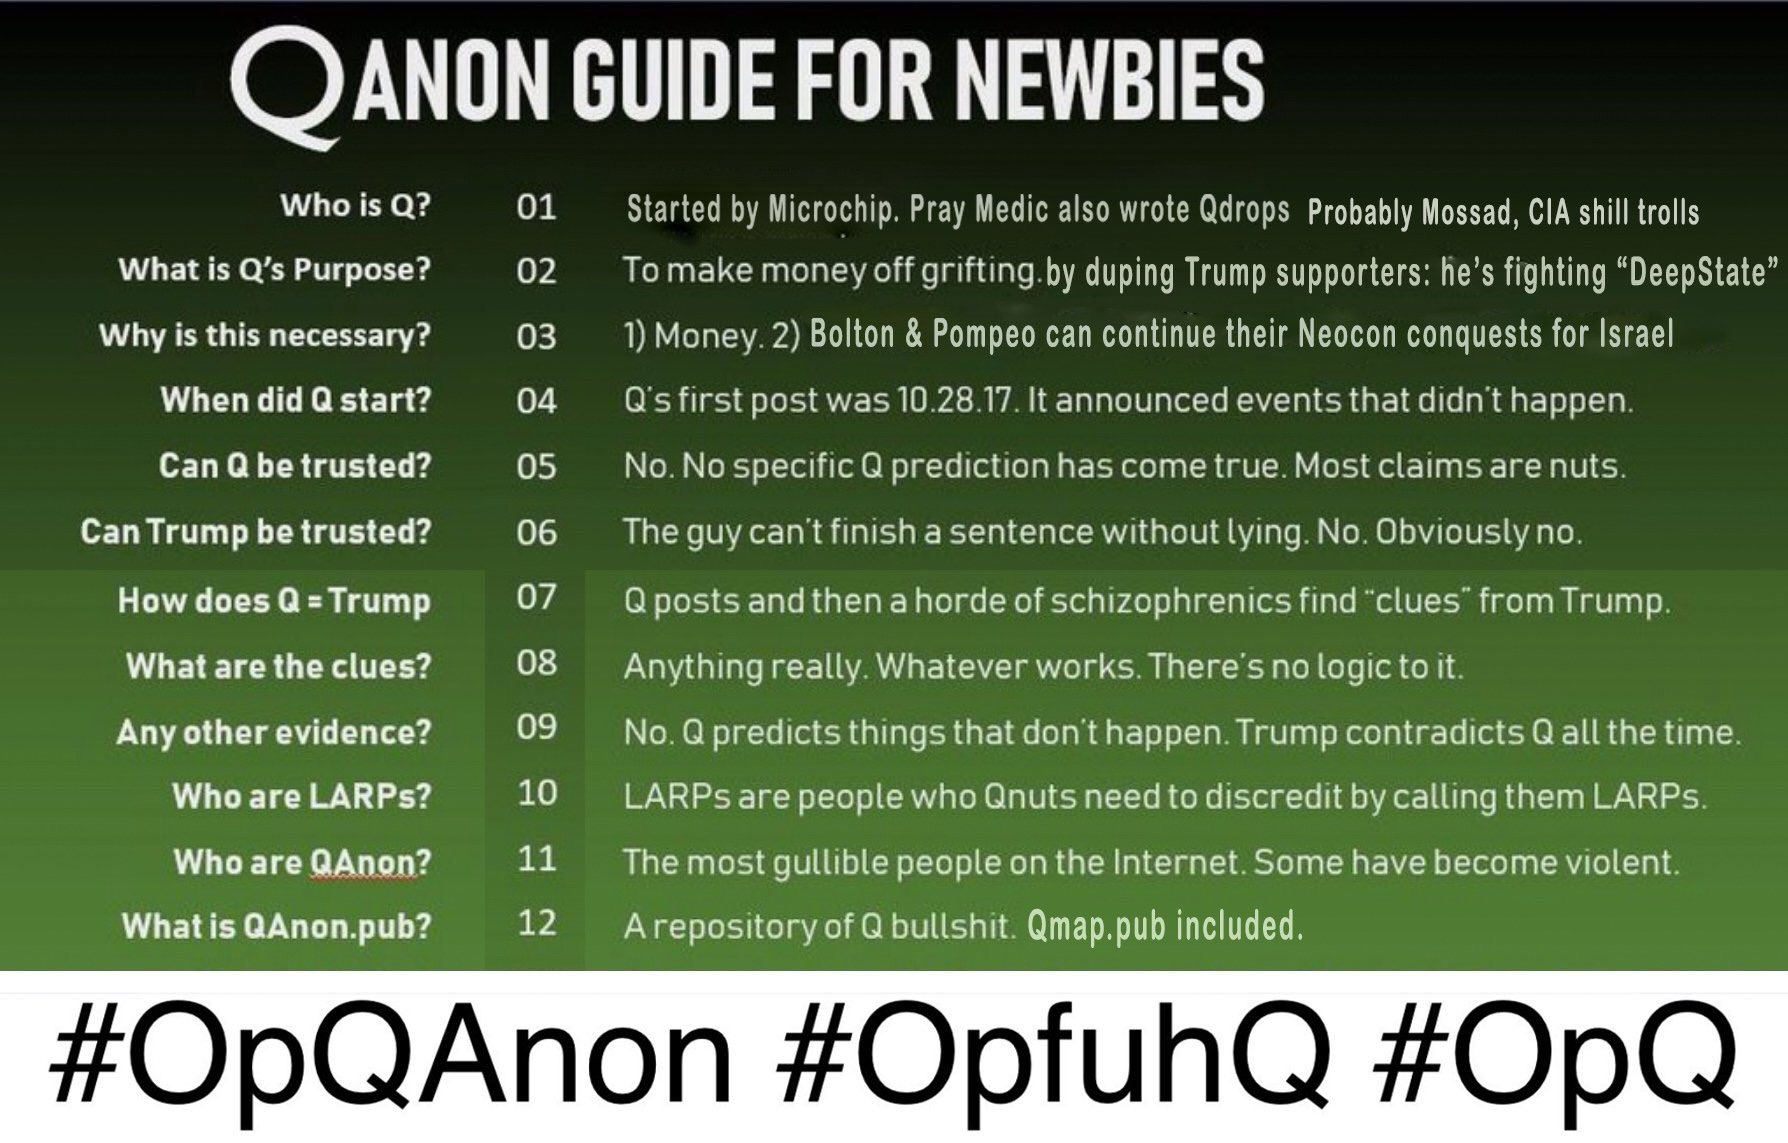 QANON GUIDE FOR NEWBIES
Who is Q? 01 Started by Microchip. Pray Medic also wrote Qdrops Probably Mossad, CIA shill trolls
What is Q's Purpose? 02 To make money off grifting. by duping Trump supporters: he's fighting “DeepState”
Why is this necessary? 03 1) Money. 2) Bolton & Pompeo can continue their Neocon conquests for Israel
When did Q start? 04 Q's first post was 10.28.17. It announced events that didn't happen.
Can Q be trusted? 05 No. No specific Q prediction has come true. Most claims are nuts.
Can Trump be trusted? 06 The guy can't finish a sentence without lying. No. Obviously no.
How does Q = Trump 07 Q posts and then a horde of schizophrenics find "clues" from Trump.
What are the clues? 08 Anything really. Whatever works. There's no logic to it.
Any other evidence? 09 No. Q predicts things that don't happen. Trump contradicts Q all the time.
Who are LARPs? 10 LARPs are people who Qnuts need to discredit by calling them LARPs.
Who are QAnon? 11 The most gullible people on the Internet. Some have become violent.
What is QAnon.pub? 12 A repository of Q bullshit. Qmap.pub included.
#OpQAnon #OpfuhQ #OpQ